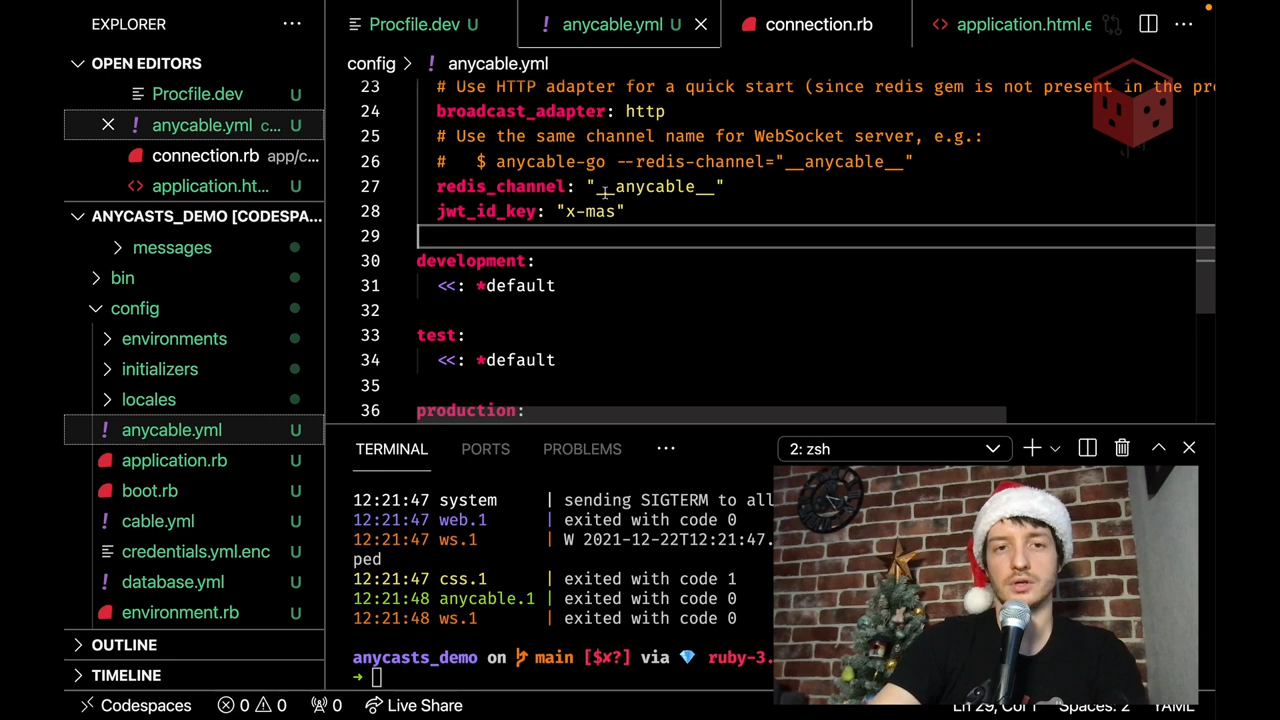 EXPLORER
OPEN EDITORS
Procfile.dev U
anycable.yml c... U
connection.rb app/c...
application.ht... U
ANYCASTS_DEMO [CODESPA...
messages
bin
config
environments
initializers
locales
anycable.yml U
application.rb U
boot.rb U
cable.yml U
credentials.yml.enc U
database.yml U
environment.rb U
OUTLINE
TIMELINE
Procfile.dev U
anycable.yml U
connection.rb
application.html.e
config > anycable.yml
23 # Use HTTP adapter for a quick start (since redis gem is not present in the pro
24 broadcast_adapter: http
25 # Use the same channel name for WebSocket server, e.g.:
26 #   $ anycable-go --redis-channel="__anycable__"
27 redis_channel: "__anycable__"
28 jwt_id_key: "x-mas"
29
30 development:
31 <<: *default
32
33 test:
34 <<: *default
35
36 production:
TERMINAL PORTS PROBLEMS ... 2: zsh
12:21:47 system | sending SIGTERM to all
12:21:47 web.1 | exited with code 0
12:21:47 ws.1 | W 2021-12-22T12:21:47.
ped
12:21:47 css.1 | exited with code 1
12:21:48 anycable.1 | exited with code 0
12:21:48 ws.1 | exited with code 0
anycasts_demo on main [$✘?] via 💎 ruby-3.
→
Codespaces 0 0 0 Live Share Ln 29, Col 1 Spaces: 2 YAML